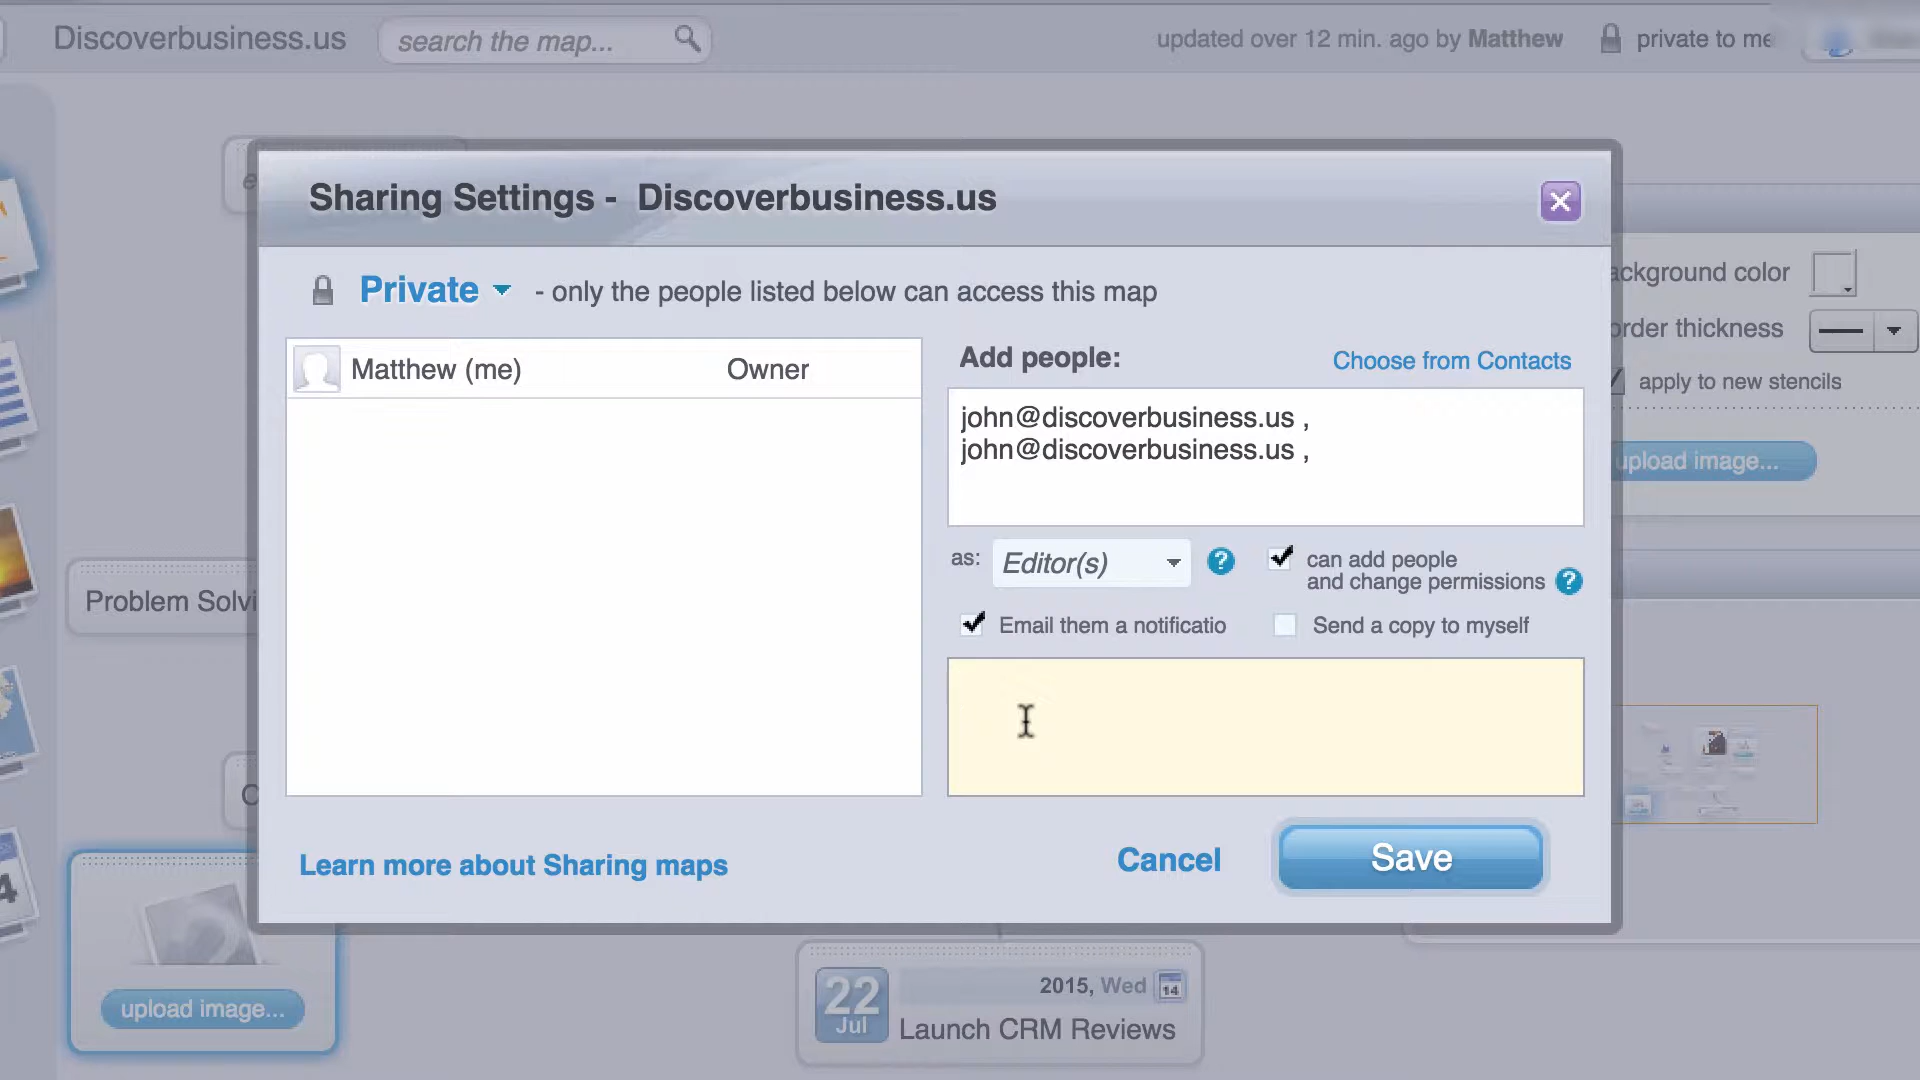 Discoverbusiness.us
search the map...
updated over 12 min. ago by Matthew
private to me
Sharing Settings - Discoverbusiness.us
Private
- only the people listed below can access this map
Matthew (me)
Owner
Add people:
Choose from Contacts
john@discoverbusiness.us ,
john@discoverbusiness.us ,
as:
Editor(s)
?
can add people
and change permissions
?
Email them a notificatio
Send a copy to myself
Learn more about Sharing maps
Cancel
Save
ackground color
order thickness
apply to new stencils
upload image...
Problem Solvi
4
upload image...
22
Jul
2015, Wed
14
Launch CRM Reviews